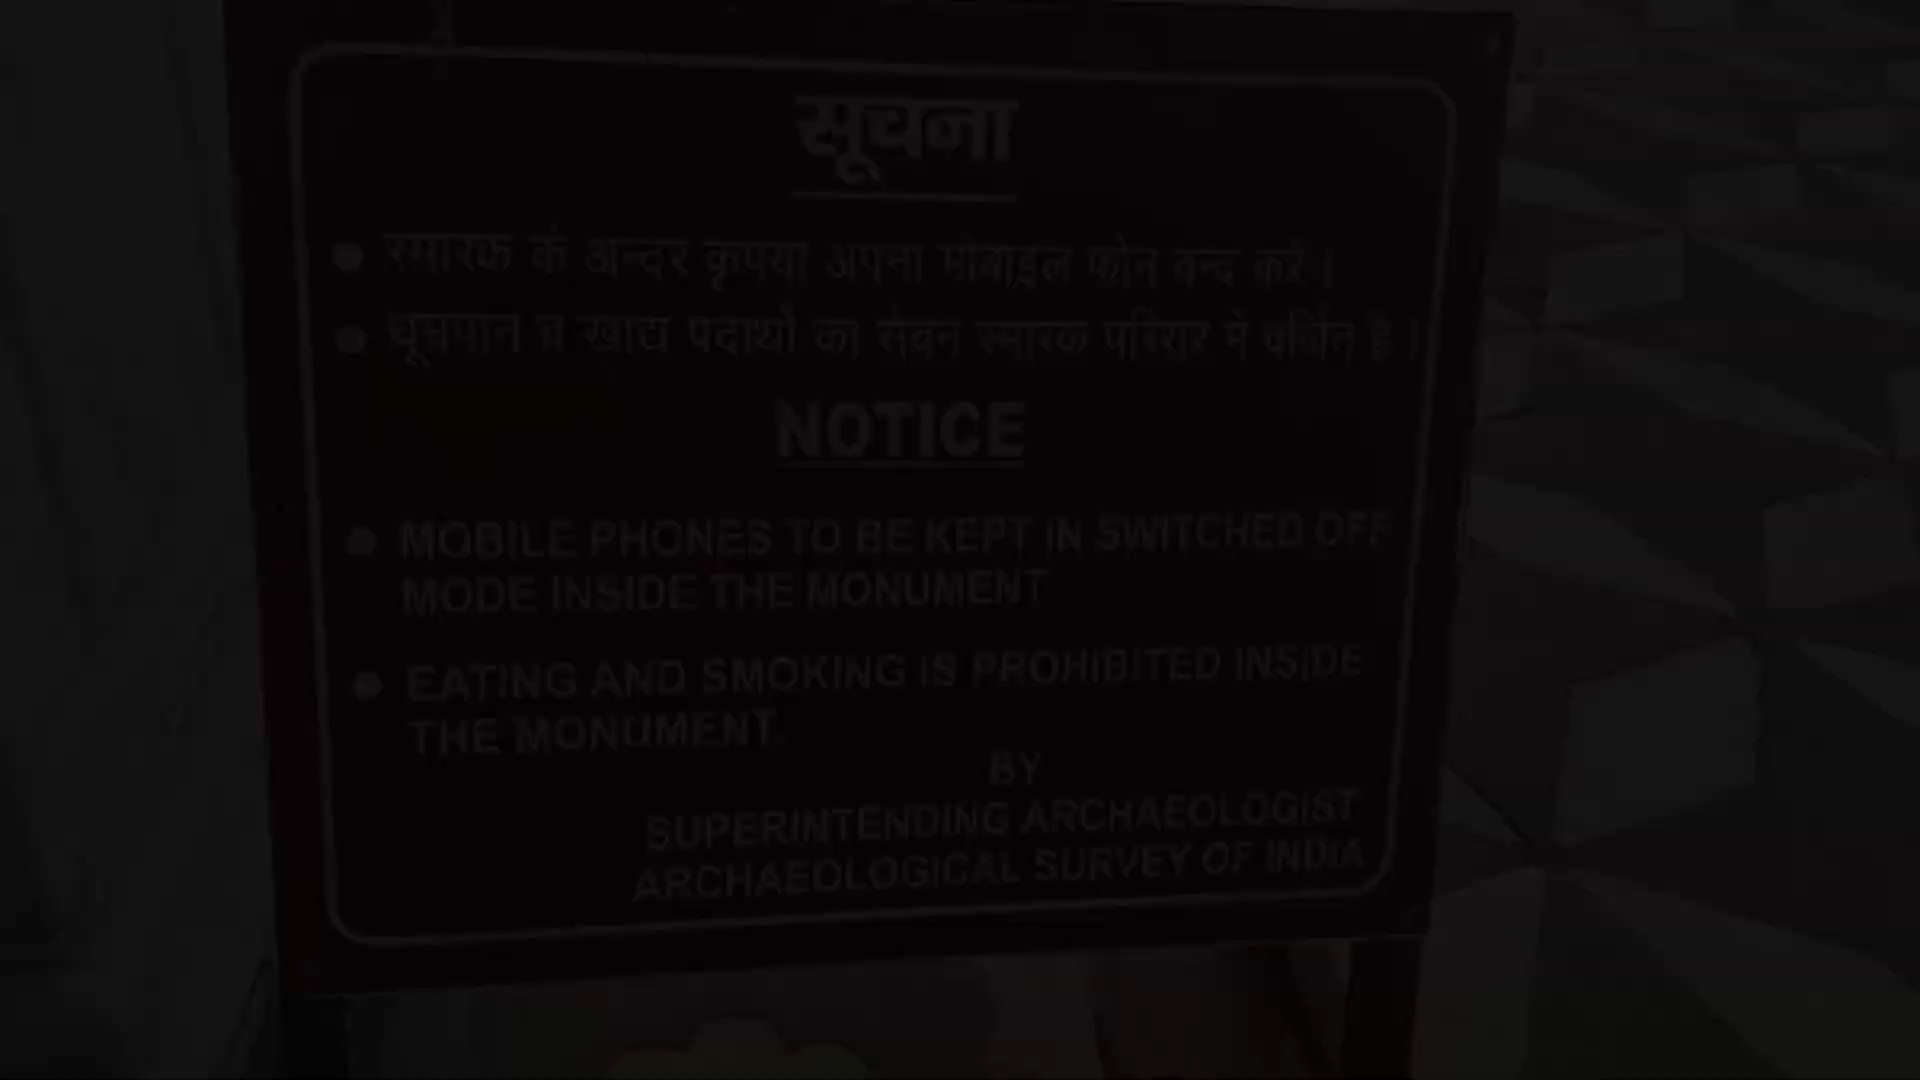 सूचना
स्मारक के अन्दर कृपया अपना मोबाइल फोन बन्द करें।
धूम्रपान व खाद्य पदार्थो का सेवन स्मारक परिसर में वर्जित है।
NOTICE
MOBILE PHONES TO BE KEPT IN SWITCHED OFF
MODE INSIDE THE MONUMENT
EATING AND SMOKING IS PROHIBITED INSIDE
THE MONUMENT.
BY
SUPERINTENDING ARCHAEOLOGIST
ARCHAEOLOGICAL SURVEY OF INDIA